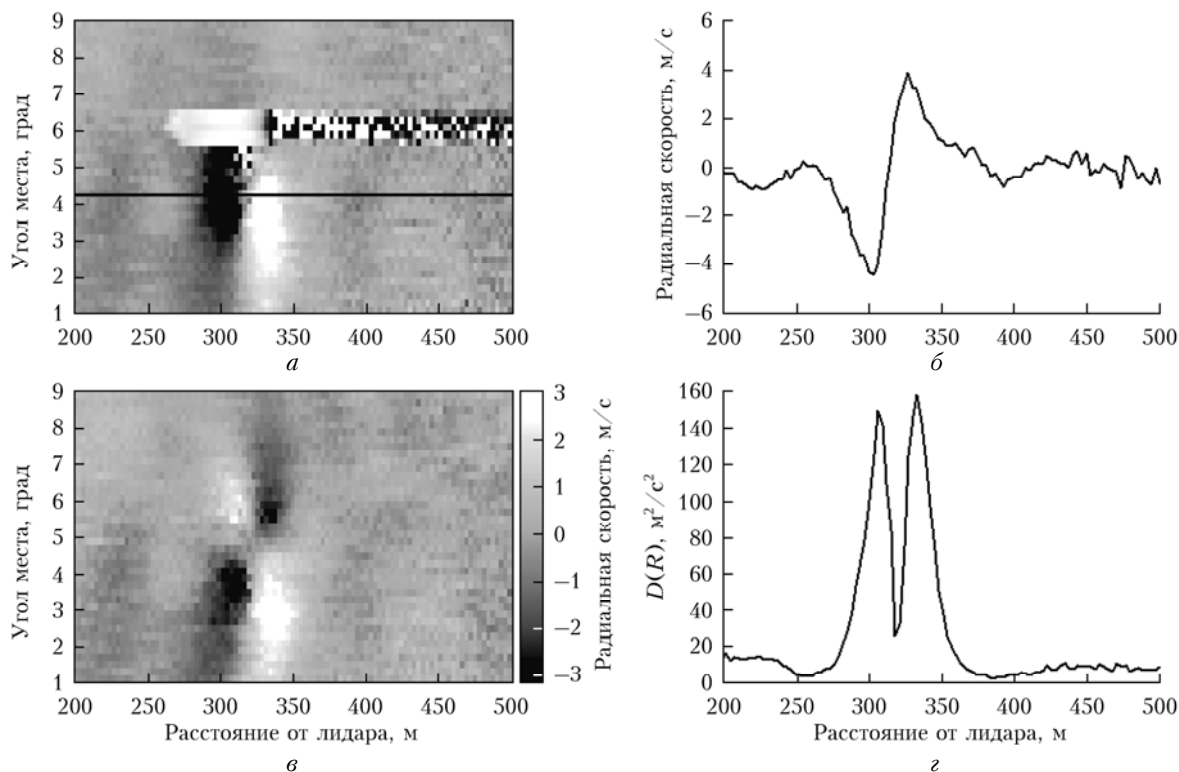 9
8
7
6
5
4
3
2
1
Угол места, град
200 250 300 350 400 450 500
а
6
4
2
0
−2
−4
−6
Радиальная скорость, м/с
200 250 300 350 400 450 500
б
9
8
7
6
5
4
3
2
1
Угол места, град
200 250 300 350 400 450 500
Расстояние от лидара, м
в
3
2
1
0
−1
−2
−3
Радиальная скорость, м/с
160
140
120
100
80
60
40
20
0
D(R), м²/с²
200 250 300 350 400 450 500
Расстояние от лидара, м
г